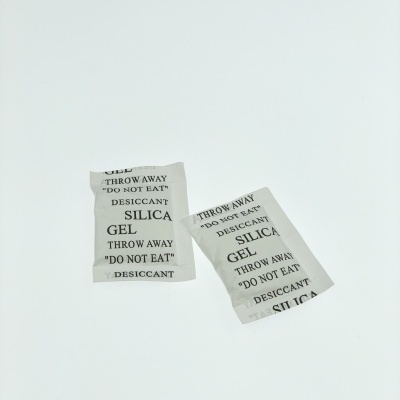 GEL
THROW AWAY
"DO NOT EAT"
DESICCANT
SILICA
GEL
THROW AWAY
"DO NOT EAT"
DESICCANT
THROW AWAY
"DO NOT EAT"
DESICCANT
SILICA
GEL
THROW AWAY
"DO NOT EAT"
DESICCANT
SILICA